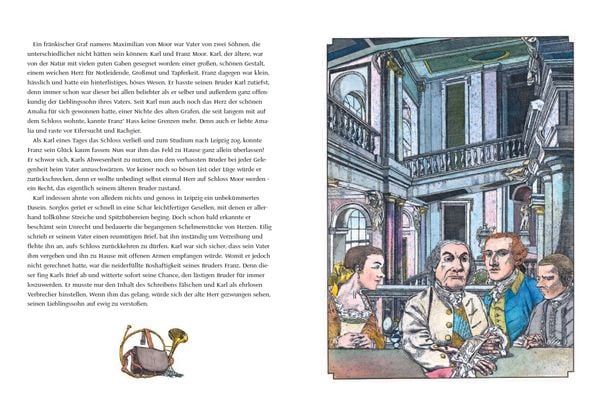 Ein fränkischer Graf namens Maximilian von Moor war Vater von zwei Söhnen, die
unterschiedlicher nicht hätten sein können: Karl und Franz Moor. Karl, der ältere, war
von der Natur mit vielen guten Gaben gesegnet worden: einer großen, schönen Gestalt,
einem weichen Herz für Notleidende, Großmut und Tapferkeit. Franz dagegen war klein,
hässlich und hatte ein hinterlistiges, böses Wesen. Er hasste seinen Bruder Karl zutiefst,
denn immer schon war dieser bei allen beliebter als er selber und außerdem ganz offen-
kundig der Lieblingssohn ihres Vaters. Seit Karl nun auch noch das Herz der schönen
Amalia für sich gewonnen hatte, einer Nichte des alten Grafen, die seit langem mit auf
dem Schloss wohnte, kannte Franz' Hass keine Grenzen mehr. Denn auch er liebte Ama-
lia und raste vor Eifersucht und Rachgier.
Als Karl eines Tages das Schloss verließ und zum Studium nach Leipzig zog, konnte
Franz sein Glück kaum fassen: Nun war ihm das Feld zu Hause ganz allein überlassen!
Er schwor sich, Karls Abwesenheit zu nutzen, um den verhassten Bruder bei jeder Gele-
genheit beim Vater anzuschwärzen. Vor keiner noch so bösen List oder Lüge würde er
zurückschrecken, denn er wollte unbedingt selbst einmal Herr auf Schloss Moor werden -
ein Recht, das eigentlich seinem älteren Bruder zustand.
Karl indessen ahnte von alledem nichts und genoss in Leipzig ein unbekümmertes
Dasein. Sorglos geriet er schnell in eine Schar leichtfertiger Gesellen, mit denen er aller-
hand tollkühne Streiche und Spitzbübereien beging. Doch schon bald erkannte er
beschämt sein Unrecht und bedauerte die begangenen Schelmenstücke von Herzen. Eilig
schrieb er seinem Vater einen reumütigen Brief, bat ihn inständig um Verzeihung und
flehte ihn an, aufs Schloss zurückkehren zu dürfen. Karl war sich sicher, dass sein Vater
ihm vergeben und ihn zu Hause mit offenen Armen empfangen würde. Womit er jedoch
nicht gerechnet hatte, war die neiderfüllte Boshaftigkeit seines Bruders Franz. Denn die-
ser fing Karls Brief ab und witterte sofort seine Chance, den lästigen Bruder für immer
loszuwerden. Er musste nur den Inhalt des Schreibens fälschen und Karl als ehrlosen
Verbrecher hinstellen. Wenn ihm das gelang, würde sich der alte Herr gezwungen sehen,
seinen Lieblingssohn auf ewig zu verstoßen.